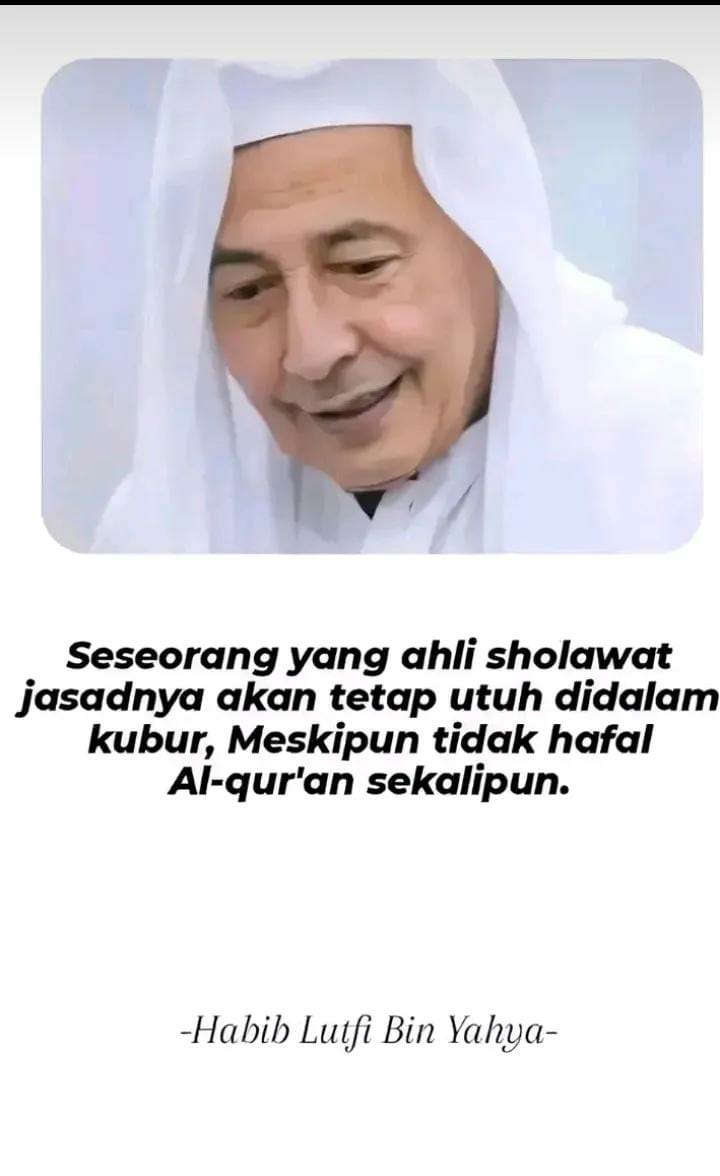 Seseorang yang ahli sholawat
jasadnya akan tetap utuh didalam
kubur, Meskipun tidak hafal
Al-qur'an sekalipun.
-Habib Lutfi Bin Yahya-